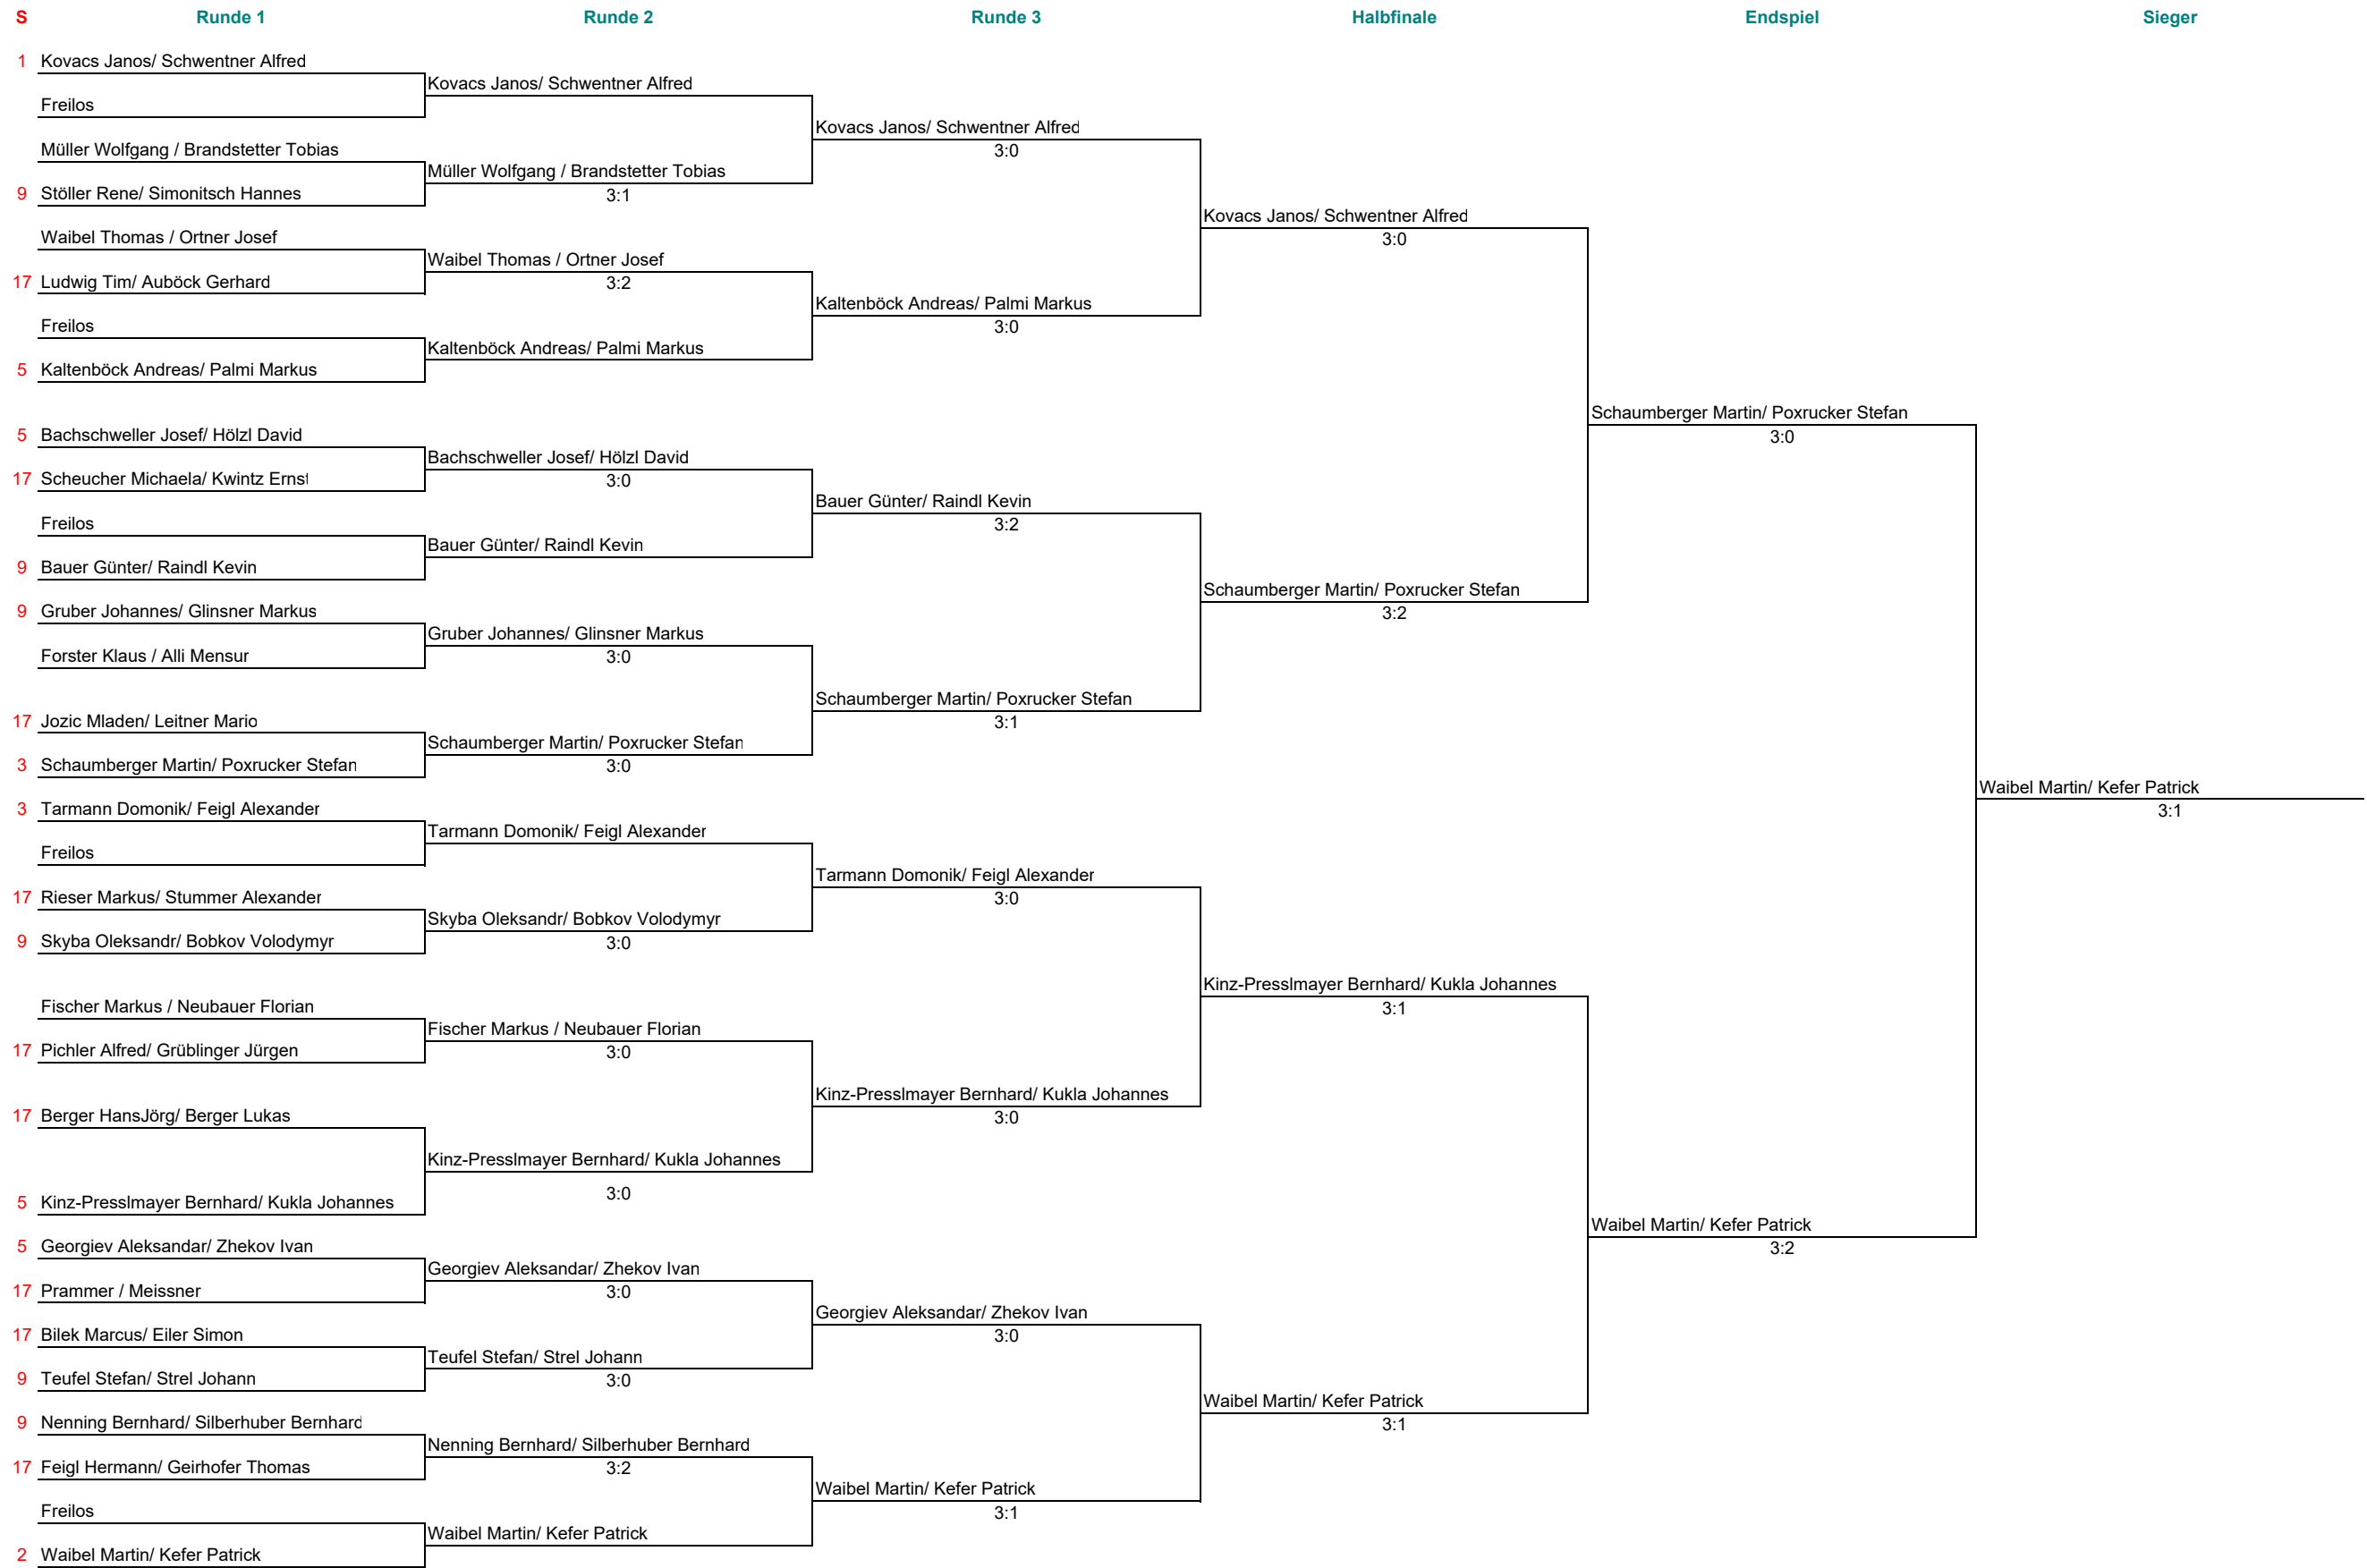 S Runde 1 Runde 2 Runde 3 Halbfinale Endspiel Sieger
1 Kovacs Janos/ Schwentner Alfred
Kovacs Janos/ Schwentner Alfred
Freilos
Kovacs Janos/ Schwentner Alfred
3:0
Müller Wolfgang / Brandstetter Tobias
Müller Wolfgang / Brandstetter Tobias
3:1
9 Stöller Rene/ Simonitsch Hannes
Kovacs Janos/ Schwentner Alfred
3:0
Waibel Thomas / Ortner Josef
Waibel Thomas / Ortner Josef
3:2
17 Ludwig Tim/ Auböck Gerhard
Kaltenböck Andreas/ Palmi Markus
3:0
Freilos
Kaltenböck Andreas/ Palmi Markus
5 Kaltenböck Andreas/ Palmi Markus
Schaumberger Martin/ Poxrucker Stefan
3:0
5 Bachschweller Josef/ Hölzl David
Bachschweller Josef/ Hölzl David
3:0
17 Scheucher Michaela/ Kwintz Ernst
Bauer Günter/ Raindl Kevin
3:2
Freilos
Bauer Günter/ Raindl Kevin
9 Bauer Günter/ Raindl Kevin
Schaumberger Martin/ Poxrucker Stefan
3:2
9 Gruber Johannes/ Glinsner Markus
Gruber Johannes/ Glinsner Markus
3:0
Forster Klaus / Alli Mensur
Schaumberger Martin/ Poxrucker Stefan
3:1
17 Jozic Mladen/ Leitner Mario
Schaumberger Martin/ Poxrucker Stefan
3:0
3 Schaumberger Martin/ Poxrucker Stefan
Waibel Martin/ Kefer Patrick
3:1
3 Tarmann Domonik/ Feigl Alexander
Tarmann Domonik/ Feigl Alexander
Freilos
Tarmann Domonik/ Feigl Alexander
3:0
17 Rieser Markus/ Stummer Alexander
Skyba Oleksandr/ Bobkov Volodymyr
3:0
9 Skyba Oleksandr/ Bobkov Volodymyr
Kinz-Presslmayer Bernhard/ Kukla Johannes
3:1
Fischer Markus / Neubauer Florian
Fischer Markus / Neubauer Florian
3:0
17 Pichler Alfred/ Grüblinger Jürgen
Kinz-Presslmayer Bernhard/ Kukla Johannes
3:0
17 Berger HansJörg/ Berger Lukas
Kinz-Presslmayer Bernhard/ Kukla Johannes
3:0
5 Kinz-Presslmayer Bernhard/ Kukla Johannes
Waibel Martin/ Kefer Patrick
3:2
5 Georgiev Aleksandar/ Zhekov Ivan
Georgiev Aleksandar/ Zhekov Ivan
3:0
17 Prammer / Meissner
Georgiev Aleksandar/ Zhekov Ivan
3:0
17 Bilek Marcus/ Eiler Simon
Teufel Stefan/ Strel Johann
3:0
9 Teufel Stefan/ Strel Johann
Waibel Martin/ Kefer Patrick
3:1
9 Nenning Bernhard/ Silberhuber Bernhard
Nenning Bernhard/ Silberhuber Bernhard
3:2
17 Feigl Hermann/ Geirhofer Thomas
Waibel Martin/ Kefer Patrick
3:1
Freilos
Waibel Martin/ Kefer Patrick
2 Waibel Martin/ Kefer Patrick